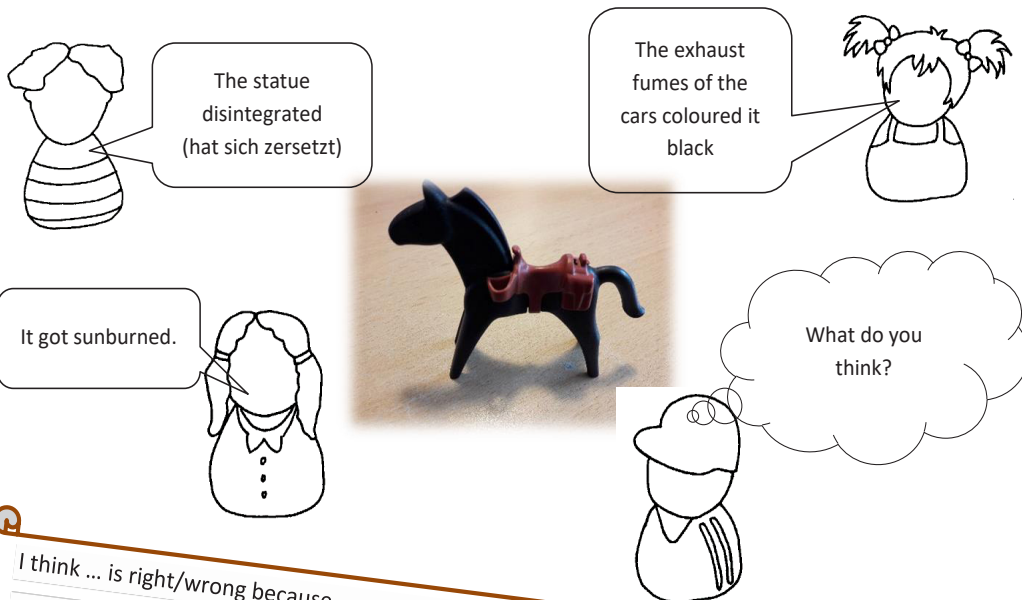 The statue
disintegrated
(hat sich zersetzt)
The exhaust
fumes of the
cars coloured it
black
It got sunburned.
What do you
think?
I think ... is right/wrong because